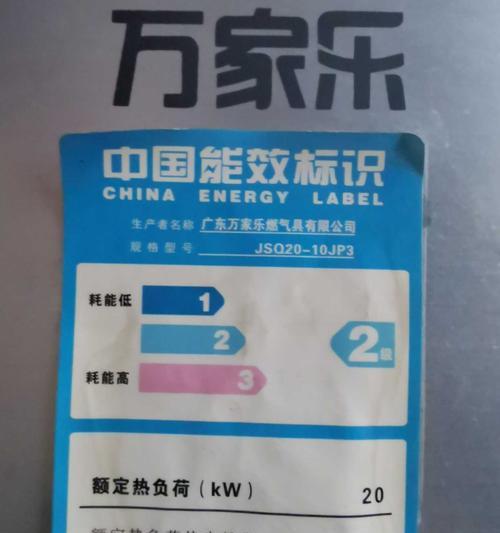 万家乐
中国能效标识
CHINA ENERGY LABEL
生产者名称 广东万家乐燃气具有限公司
规格型号 JSQ20-10JP3
耗能低 1
2 2级
耗能高 3
额定热负荷(kW) 20